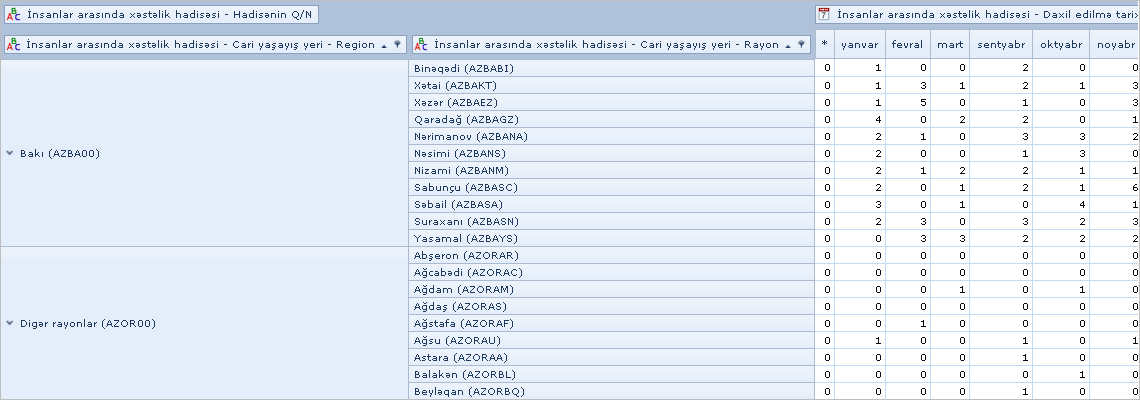 İnsanlar arasında xəstəlik hadisəsi - Hadisənin Q/N
İnsanlar arasında xəstəlik hadisəsi - Daxil edilmə tarix
İnsanlar arasında xəstəlik hadisəsi - Cari yaşayış yeri - Region İnsanlar arasında xəstəlik hadisəsi - Cari yaşayış yeri - Rayon * yanvar fevral mart sentyabr oktyabr noyabr
Binəqədi (AZBABI) 0 1 0 0 2 0 0
Xətai (AZBAKT) 0 1 3 1 2 1 3
Xəzər (AZBAEZ) 0 1 5 0 1 0 3
Qaradağ (AZBAGZ) 0 4 0 2 2 0 1
Nərimanov (AZBANA) 0 2 1 0 3 3 2
Bakı (AZBA00) Nəsimi (AZBANS) 0 2 0 0 1 3 0
Nizami (AZBANM) 0 2 1 2 2 1 1
Sabunçu (AZBASC) 0 2 0 1 2 1 6
Səbail (AZBASA) 0 3 0 1 0 4 1
Suraxanı (AZBASN) 0 2 3 0 3 2 3
Yasamal (AZBAYS) 0 0 3 3 2 2 2
Abşeron (AZORAR) 0 0 0 0 0 0 0
Ağcabədi (AZORAC) 0 0 0 0 0 0 0
Ağdam (AZORAM) 0 0 0 1 0 1 0
Ağdaş (AZORAS) 0 0 0 0 0 0 0
Digər rayonlar (AZOR00) Ağstafa (AZORAF) 0 0 1 0 0 0 0
Ağsu (AZORAU) 0 1 0 0 1 0 1
Astara (AZORAA) 0 0 0 0 1 0 0
Balakən (AZORBL) 0 0 0 0 0 1 0
Beyləqan (AZORBQ) 0 0 0 0 1 0 0